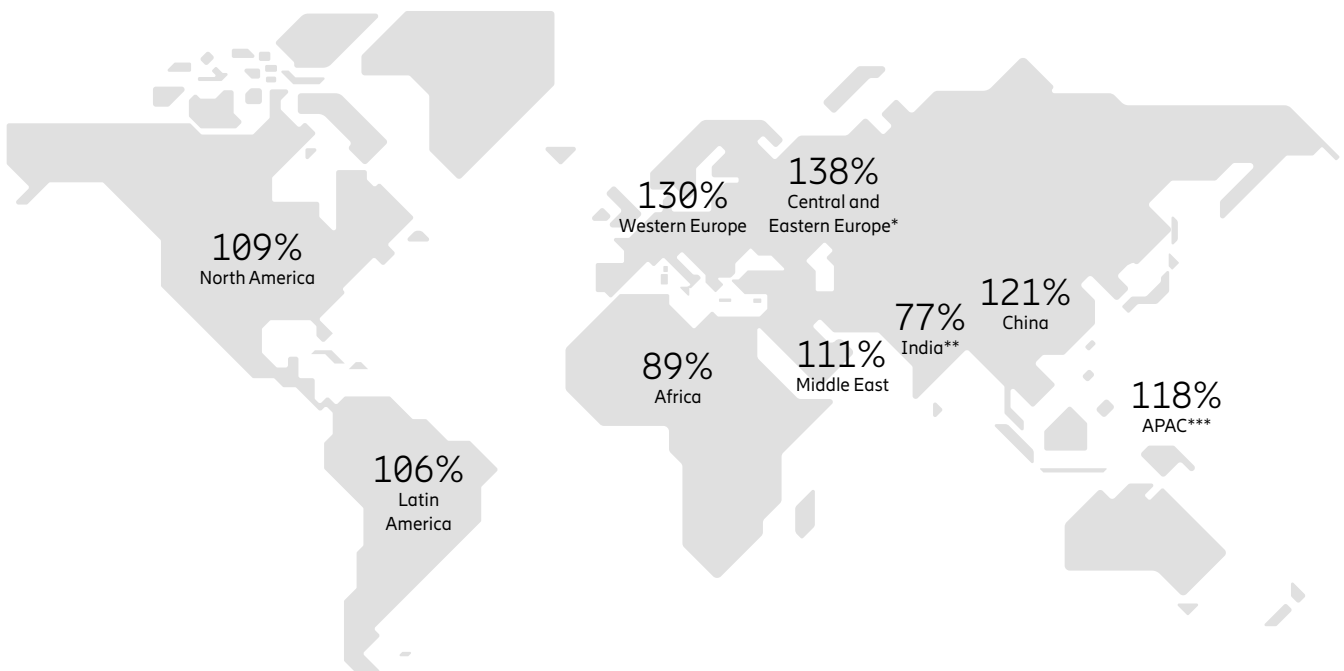 138%
Central and
Eastern Europe*
130%
Western Europe
109%
North America
121%
China
77%
India**
111%
Middle East
89%
Africa
118%
APAC***
106%
Latin
America